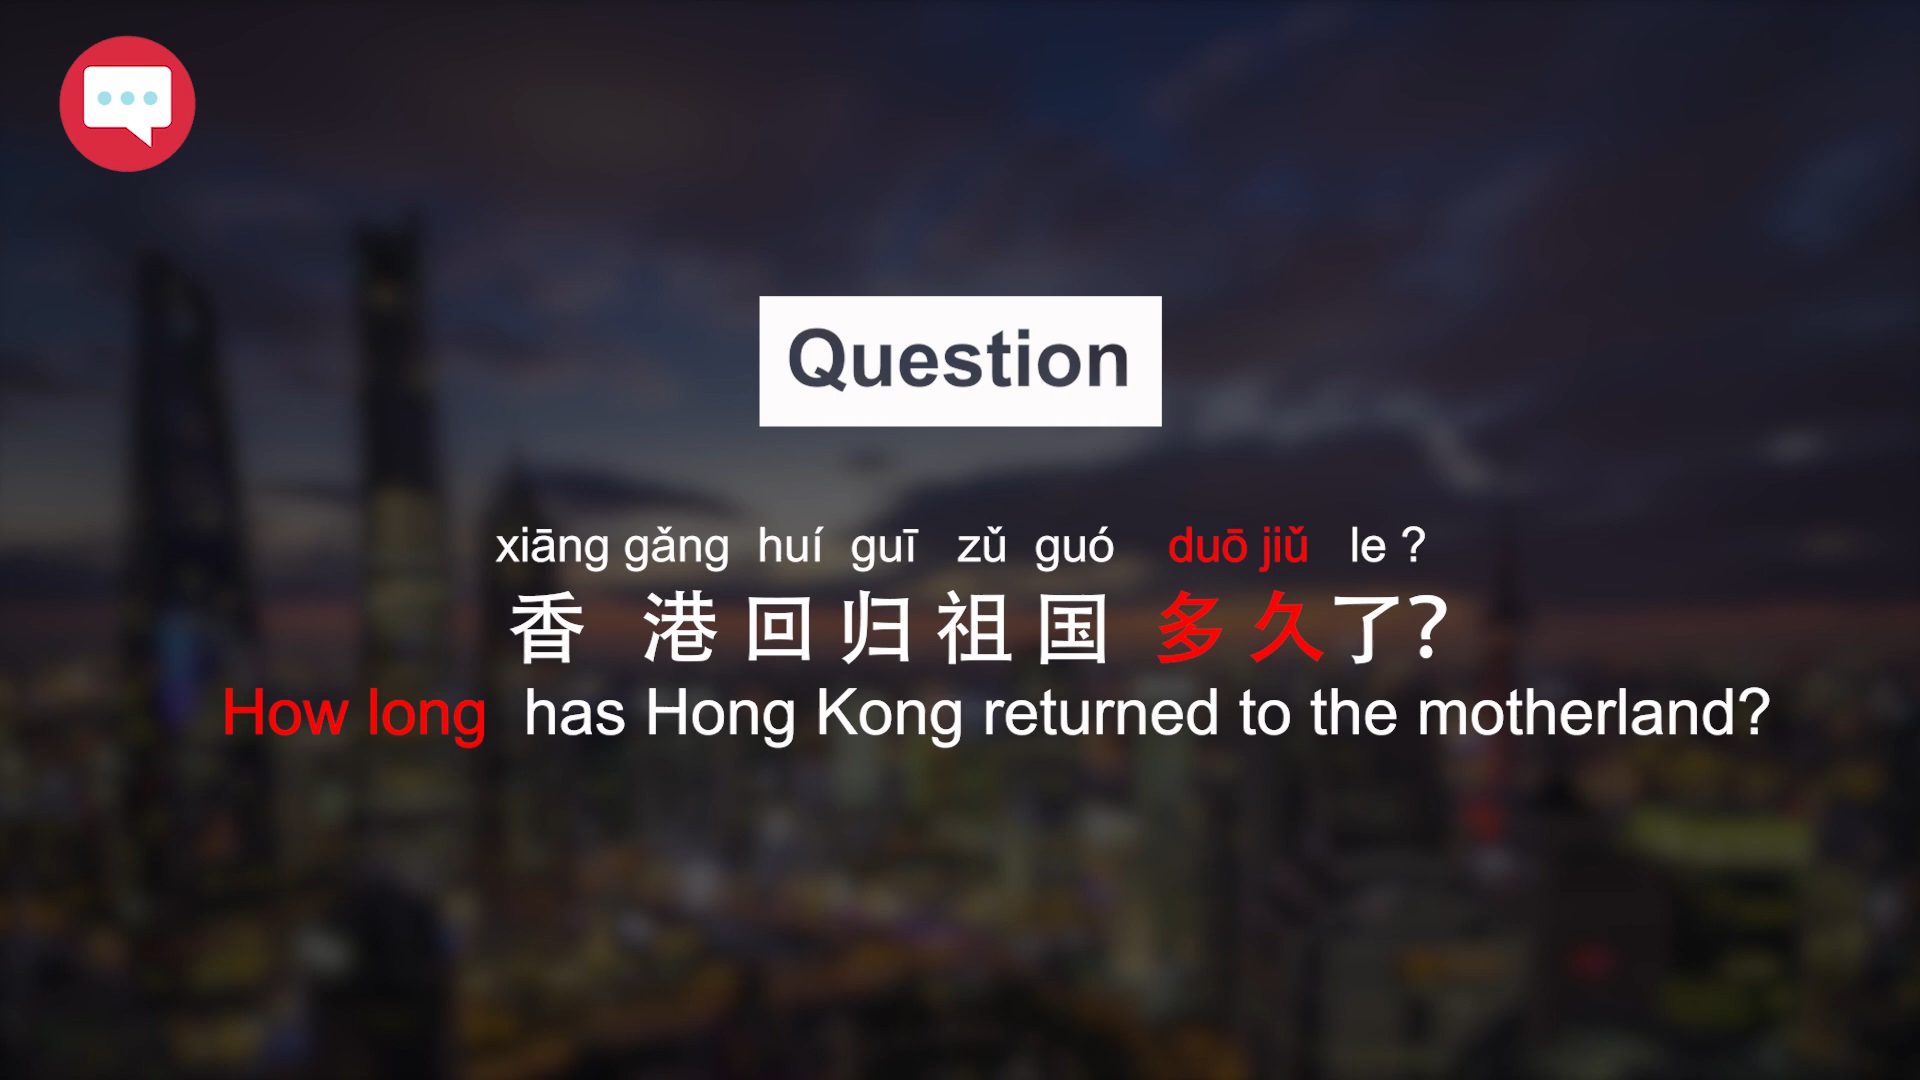 Question
xiāng gǎng huí guī zǔ guó duō jiǔ le ?
香 港 回 归 祖 国 多 久 了?
How long has Hong Kong returned to the motherland?